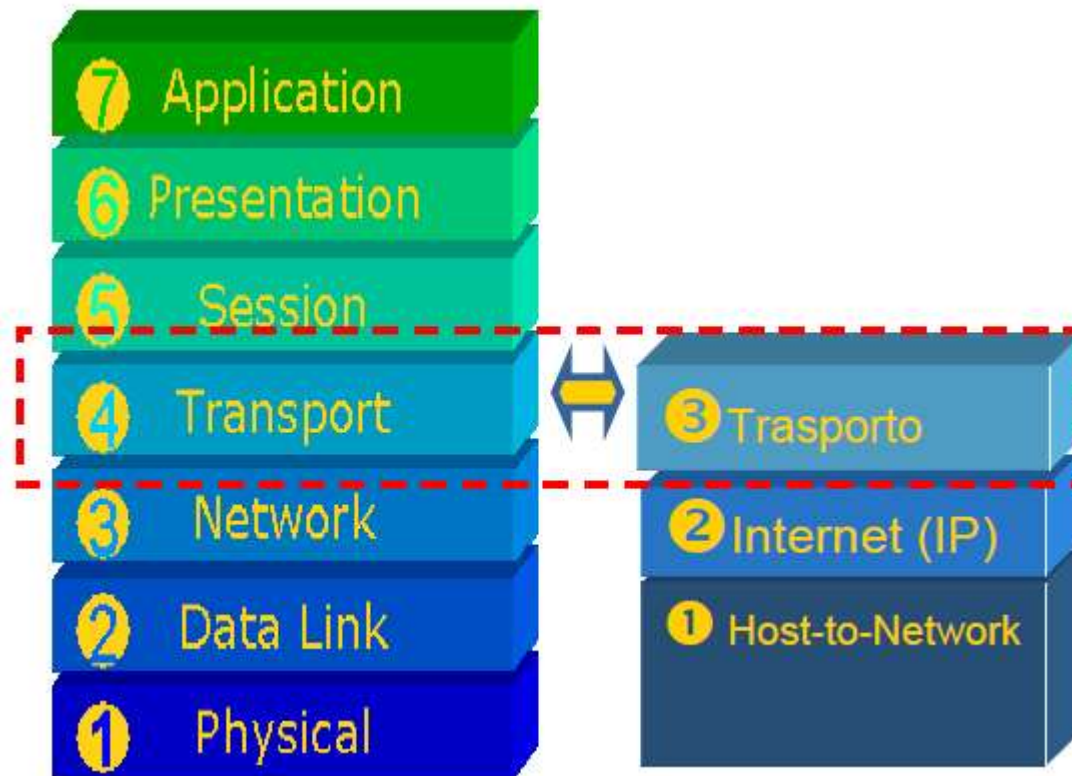 7 Application
6 Presentation
5 Session
4 Transport
3 Network
2 Data Link
1 Physical
3 Trasporto
2 Internet (IP)
1 Host-to-Network